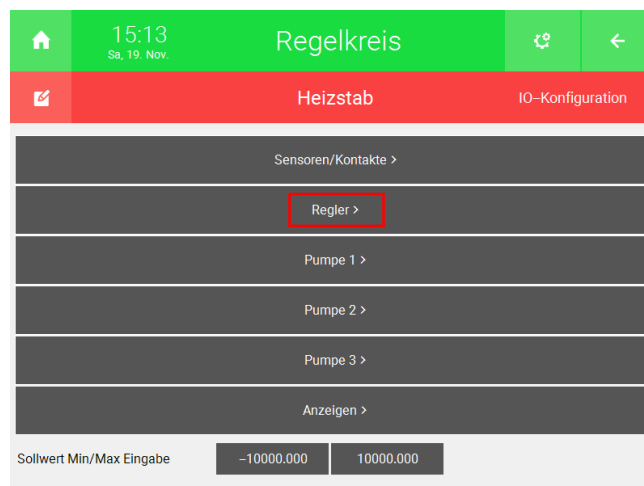 15:13
Sa, 19. Nov.
Regelkreis
Heizstab
IO-Konfiguration
Sensoren/Kontakte >
Regler >
Pumpe 1 >
Pumpe 2 >
Pumpe 3 >
Anzeigen >
Sollwert Min/Max Eingabe −10000.000 10000.000